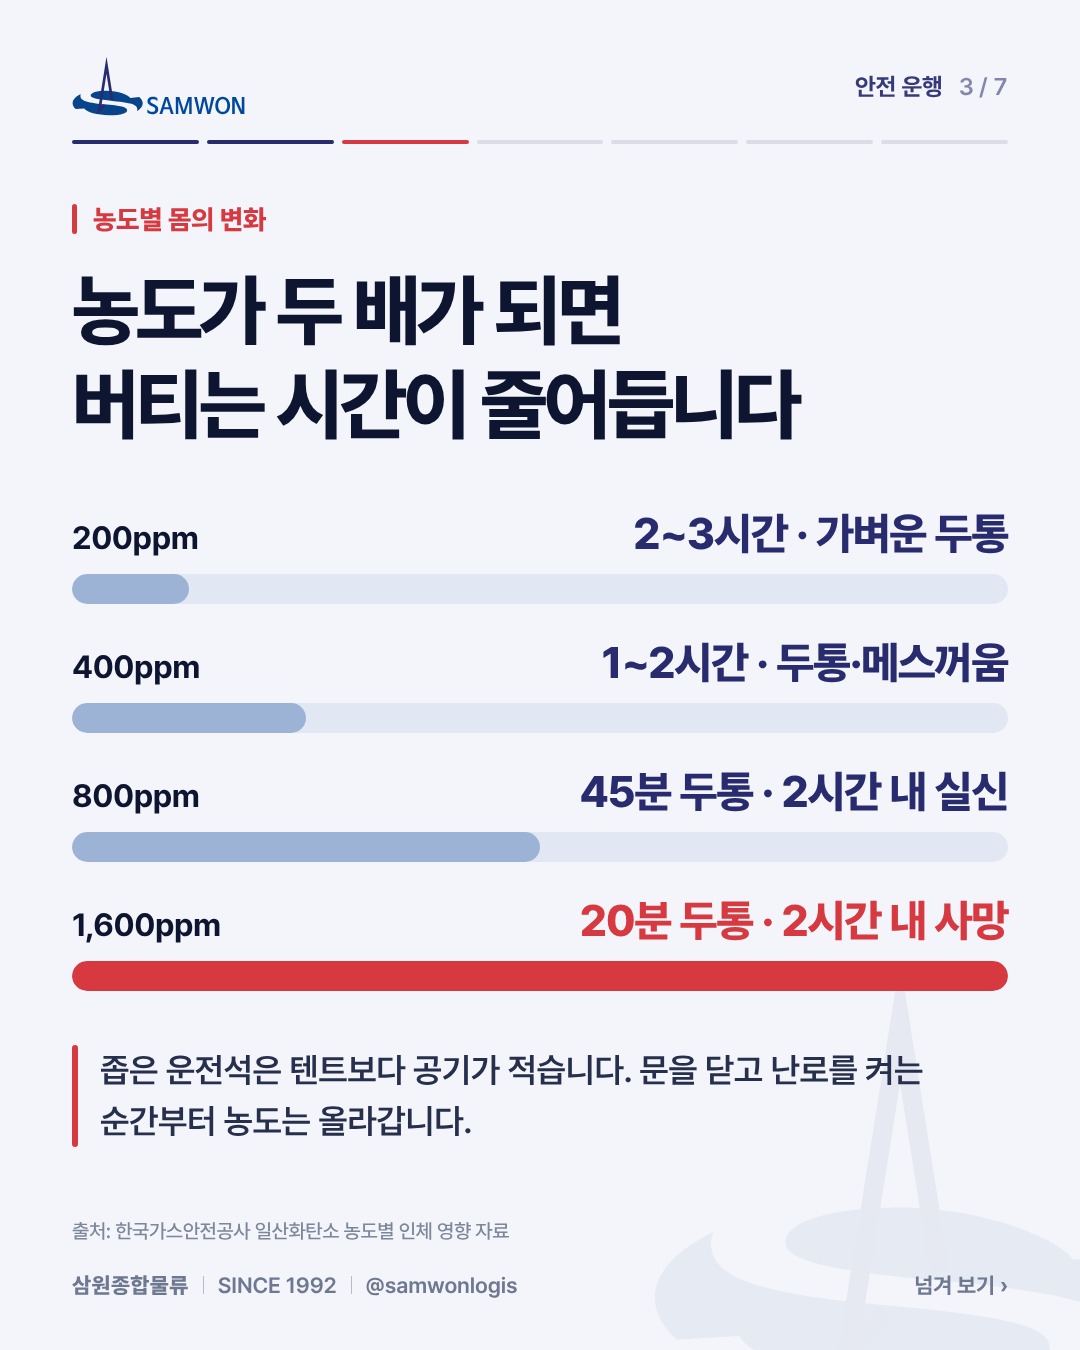 SAMWON
안전 운행 3 / 7
농도별 몸의 변화
농도가 두 배가 되면
버티는 시간이 줄어듭니다
200ppm 2~3시간 · 가벼운 두통
400ppm 1~2시간 · 두통·메스꺼움
800ppm 45분 두통 · 2시간 내 실신
1,600ppm 20분 두통 · 2시간 내 사망
좁은 운전석은 텐트보다 공기가 적습니다. 문을 닫고 난로를 켜는
순간부터 농도는 올라갑니다.
출처: 한국가스안전공사 일산화탄소 농도별 인체 영향 자료
삼원종합물류 | SINCE 1992 | @samwonlogis
넘겨 보기 ›